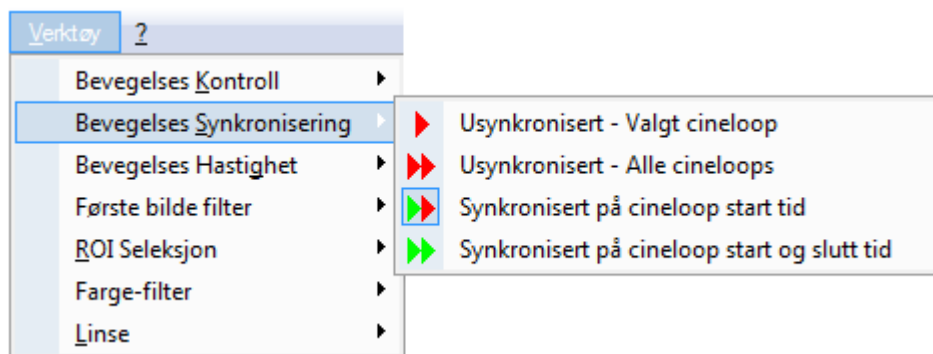 Verktøy ?
Bevegelses Kontroll
Bevegelses Synkronisering
Bevegelses Hastighet
Første bilde filter
ROI Seleksjon
Farge-filter
Linse
Usynkronisert - Valgt cineloop
Usynkronisert - Alle cineloops
Synkronisert på cineloop start tid
Synkronisert på cineloop start og slutt tid